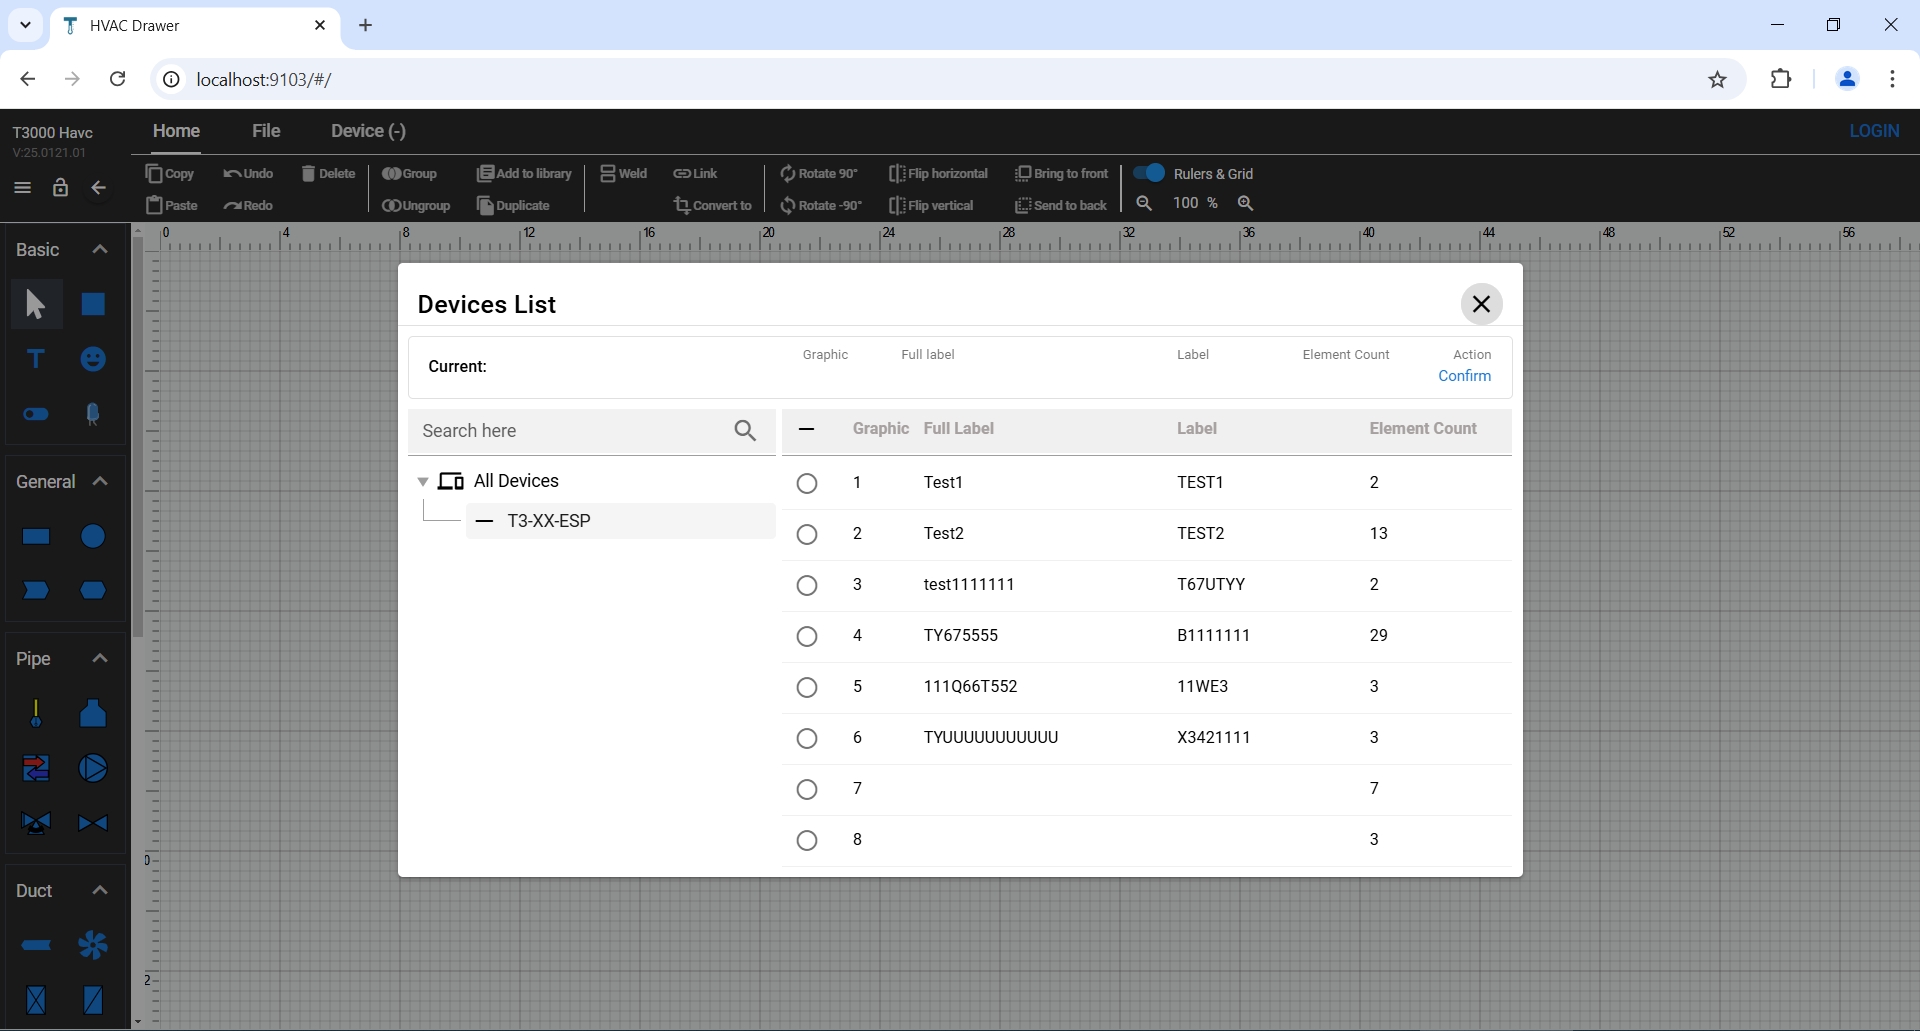 HVAC Drawer
localhost:9103/#/
T3000 Havc
V:25.0121.01
Home File Device (-) LOGIN
Copy Undo Delete Group Add to library Weld Link Rotate 90° Flip horizontal Bring to front Rulers & Grid
Paste Redo Ungroup Duplicate Convert to Rotate -90° Flip vertical Send to back 100 %
0 4 8 12 16 20 24 28 32 36 40 44 48 52 56
Basic
T
General
Pipe
Duct
0
2
Devices List
Current:
Graphic Full label Label Element Count Action
Confirm
Search here
All Devices
T3-XX-ESP
Graphic Full Label Label Element Count
1 Test1 TEST1 2
2 Test2 TEST2 13
3 test1111111 T67UTYY 2
4 TY675555 B1111111 29
5 111Q66T552 11WE3 3
6 TYUUUUUUUUUUU X3421111 3
7 7
8 3